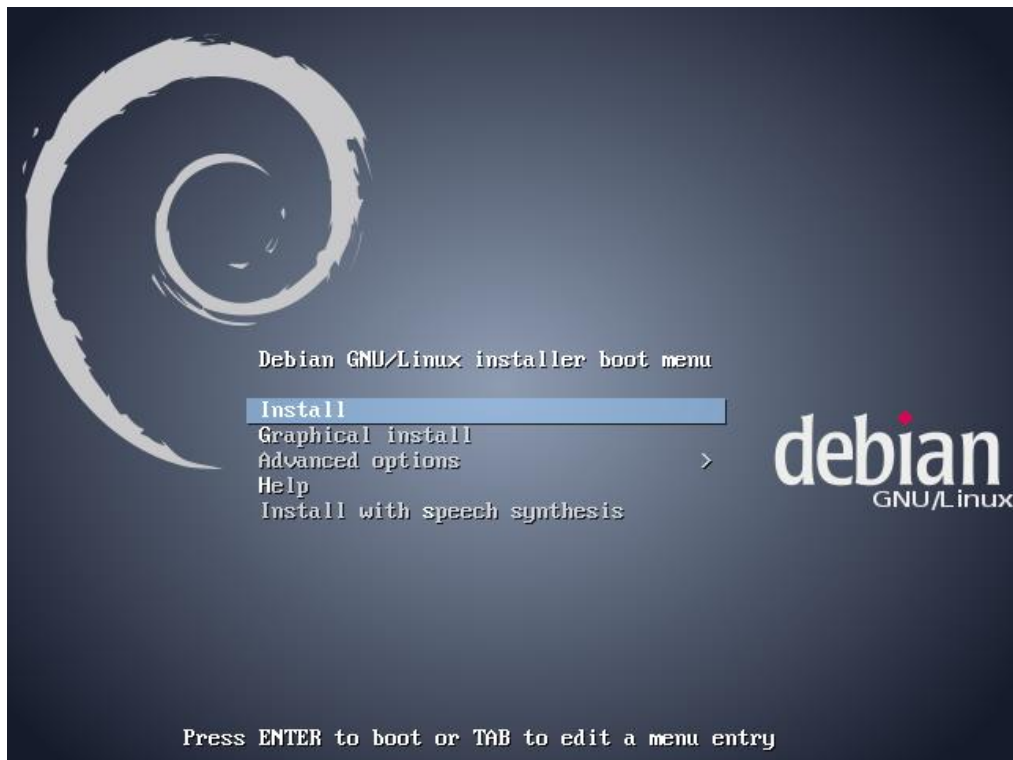 Debian GNU/Linux installer boot menu
Install
Graphical install
Advanced options >
Help
Install with speech synthesis
debian
GNU/Linux
Press ENTER to boot or TAB to edit a menu entry